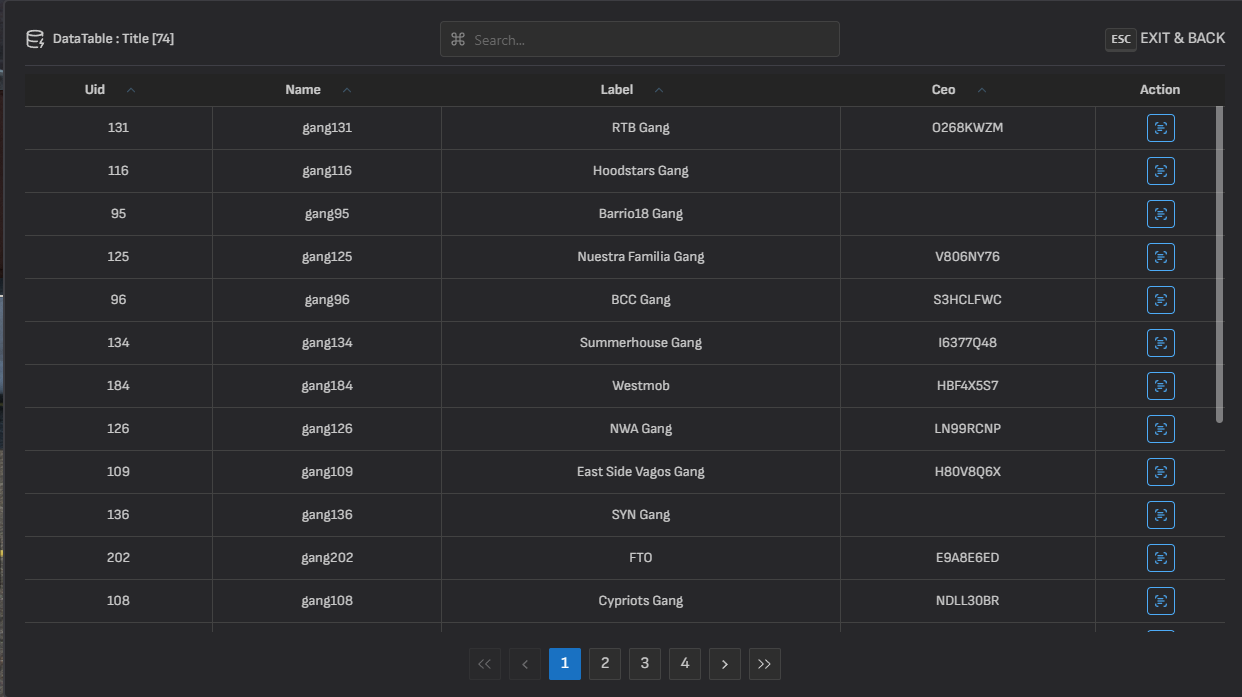 DataTable : Title [74]
⌘ Search...
ESC EXIT & BACK
Uid Name Label Ceo Action
131 gang131 RTB Gang O268KWZM
116 gang116 Hoodstars Gang
95 gang95 Barrio18 Gang
125 gang125 Nuestra Familia Gang V806NY76
96 gang96 BCC Gang S3HCLFWC
134 gang134 Summerhouse Gang I6377Q48
184 gang184 Westmob HBF4X5S7
126 gang126 NWA Gang LN99RCNP
109 gang109 East Side Vagos Gang H80V8Q6X
136 gang136 SYN Gang
202 gang202 FTO E9A8E6ED
108 gang108 Cypriots Gang NDLL30BR
<< < 1 2 3 4 > >>